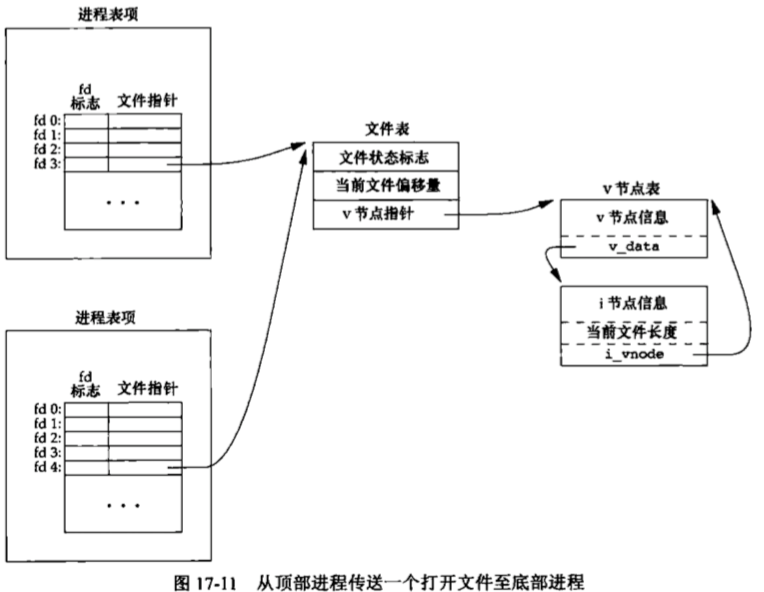 进程表项
fd
标志 文件指针
fd 0:
fd 1:
fd 2:
fd 3:
...
文件表
文件状态标志
当前文件偏移量
v 节点指针
v 节点表
v 节点信息
v_data
i 节点信息
当前文件长度
i_vnode
进程表项
fd
标志 文件指针
fd 0:
fd 1:
fd 2:
fd 3:
fd 4:
...
图 17-11 从顶部进程传送一个打开文件至底部进程